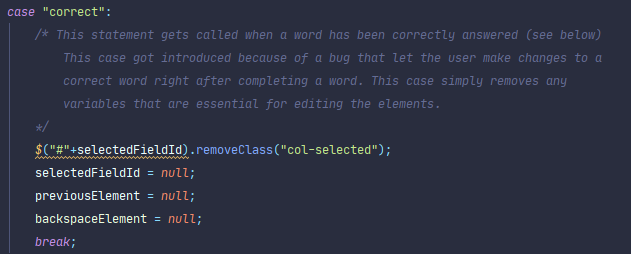 case "correct":
/* This statement gets called when a word has been correctly answered (see below)
This case got introduced because of a bug that let the user make changes to a
correct word right after completing a word. This case simply removes any
variables that are essential for editing the elements.
*/
$("#"+selectedFieldId).removeClass("col-selected");
selectedFieldId = null;
previousElement = null;
backspaceElement = null;
break;